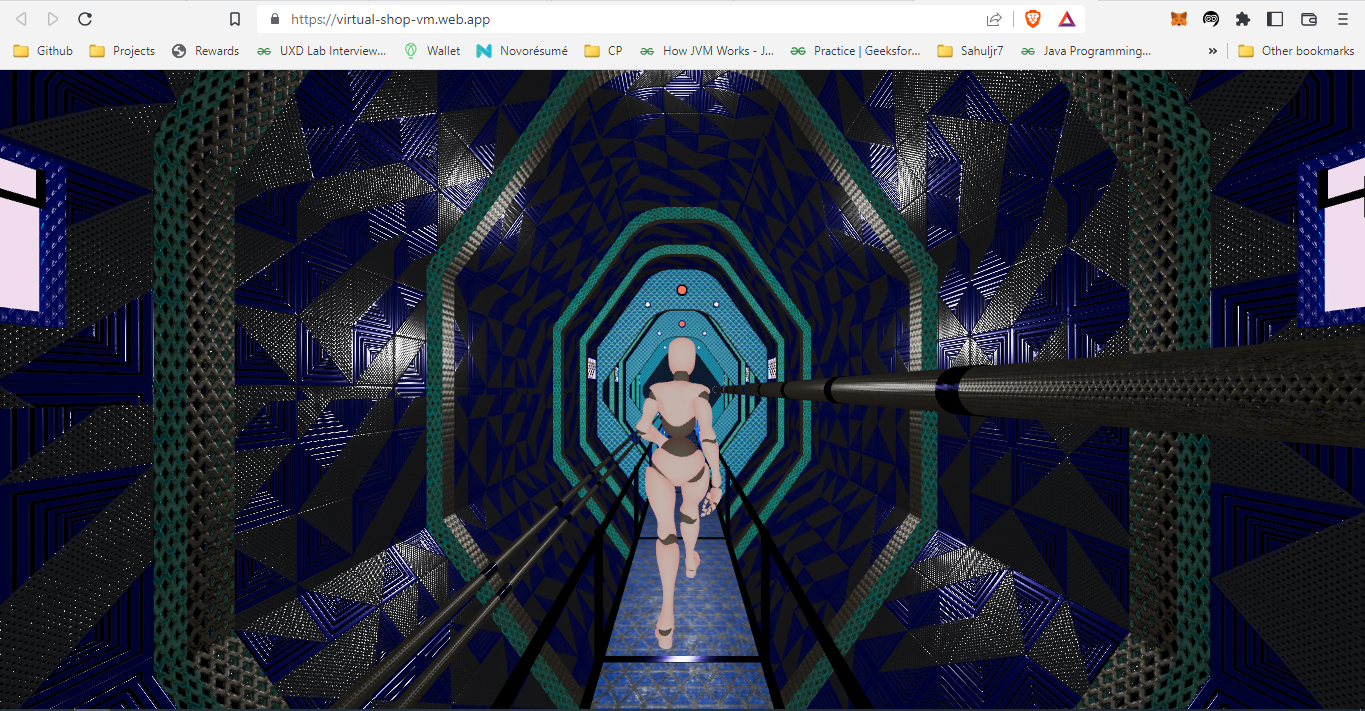 https://virtual-shop-vm.web.app
Github Projects Rewards UXD Lab Interview... Wallet Novorésumé CP How JVM Works - J... Practice | Geeksfor... Sahuljr7 Java Programming... » Other bookmarks